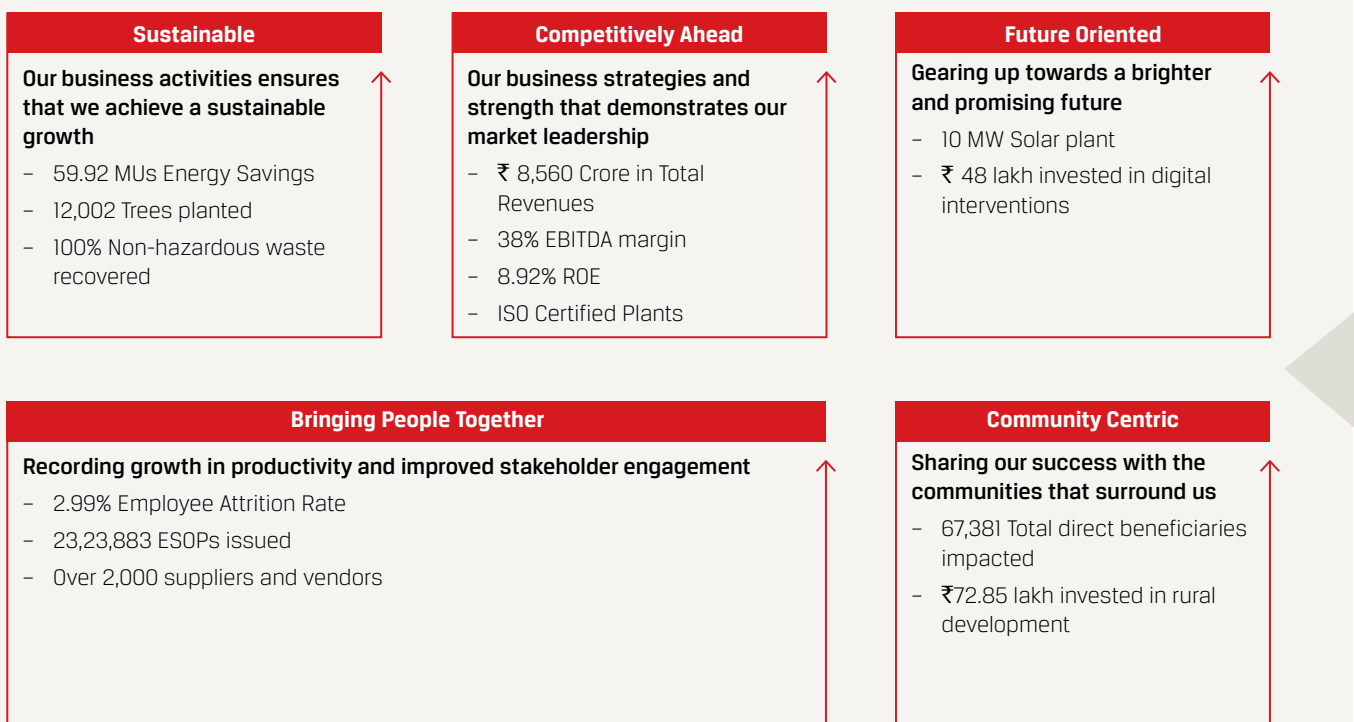 Sustainable
Our business activities ensures
that we achieve a sustainable
growth
– 59.92 MUs Energy Savings
– 12,002 Trees planted
– 100% Non-hazardous waste
recovered
Competitively Ahead
Our business strategies and
strength that demonstrates our
market leadership
– ₹ 8,560 Crore in Total
Revenues
– 38% EBITDA margin
– 8.92% ROE
– ISO Certified Plants
Future Oriented
Gearing up towards a brighter
and promising future
– 10 MW Solar plant
– ₹ 48 lakh invested in digital
interventions
Bringing People Together
Recording growth in productivity and improved stakeholder engagement
– 2.99% Employee Attrition Rate
– 23,23,883 ESOPs issued
– Over 2,000 suppliers and vendors
Community Centric
Sharing our success with the
communities that surround us
– 67,381 Total direct beneficiaries
impacted
– ₹72.85 lakh invested in rural
development